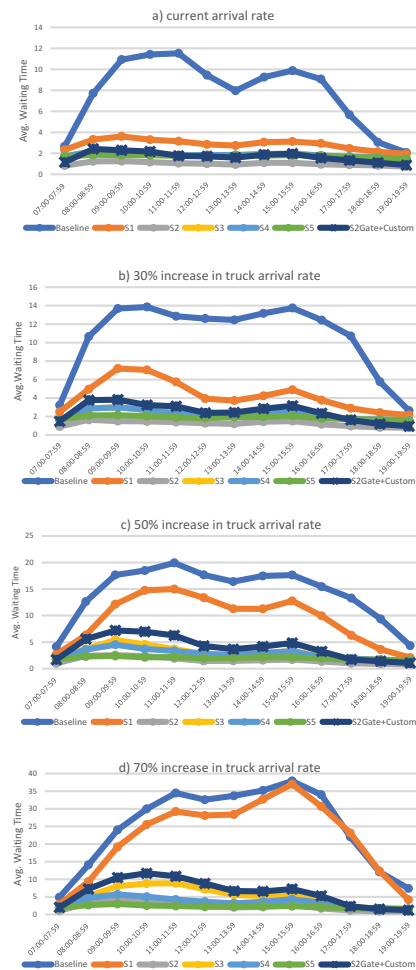 a) current arrival rate
Avg. Waiting Time
14
12
10
8
6
4
2
0
07:00-07:59 08:00-08:59 09:00-09:59 10:00-10:59 11:00-11:59 12:00-12:59 13:00-13:59 14:00-14:59 15:00-15:59 16:00-16:59 17:00-17:59 18:00-18:59 19:00-19:59
Baseline S1 S2 S3 S4 S5 S2Gate+Custom
b) 30% increase in truck arrival rate
Avg.Waiting Time
16
14
12
10
8
6
4
2
0
07:00-07:59 08:00-08:59 09:00-09:59 10:00-10:59 11:00-11:59 12:00-12:59 13:00-13:59 14:00-14:59 15:00-15:59 16:00-16:59 17:00-17:59 18:00-18:59 19:00-19:59
Baseline S1 S2 S3 S4 S5 S2Gate+Custom
c) 50% increase in truck arrival rate
Avg. Waiting Time
25
20
15
10
5
0
07:00-07:59 08:00-08:59 09:00-09:59 10:00-10:59 11:00-11:59 12:00-12:59 13:00-13:59 14:00-14:59 15:00-15:59 16:00-16:59 17:00-17:59 18:00-18:59 19:00-19:59
Baseline S1 S2 S3 S4 S5 S2Gate+Custom
d) 70% increase in truck arrival rate
Avg. Waiting Time
40
35
30
25
20
15
10
5
0
07:00-07:59 08:00-08:59 09:00-09:59 10:00-10:59 11:00-11:59 12:00-12:59 13:00-13:59 14:00-14:59 15:00-15:59 16:00-16:59 17:00-17:59 18:00-18:59 19:00-19:59
Baseline S1 S2 S3 S4 S5 S2Gate+Custom